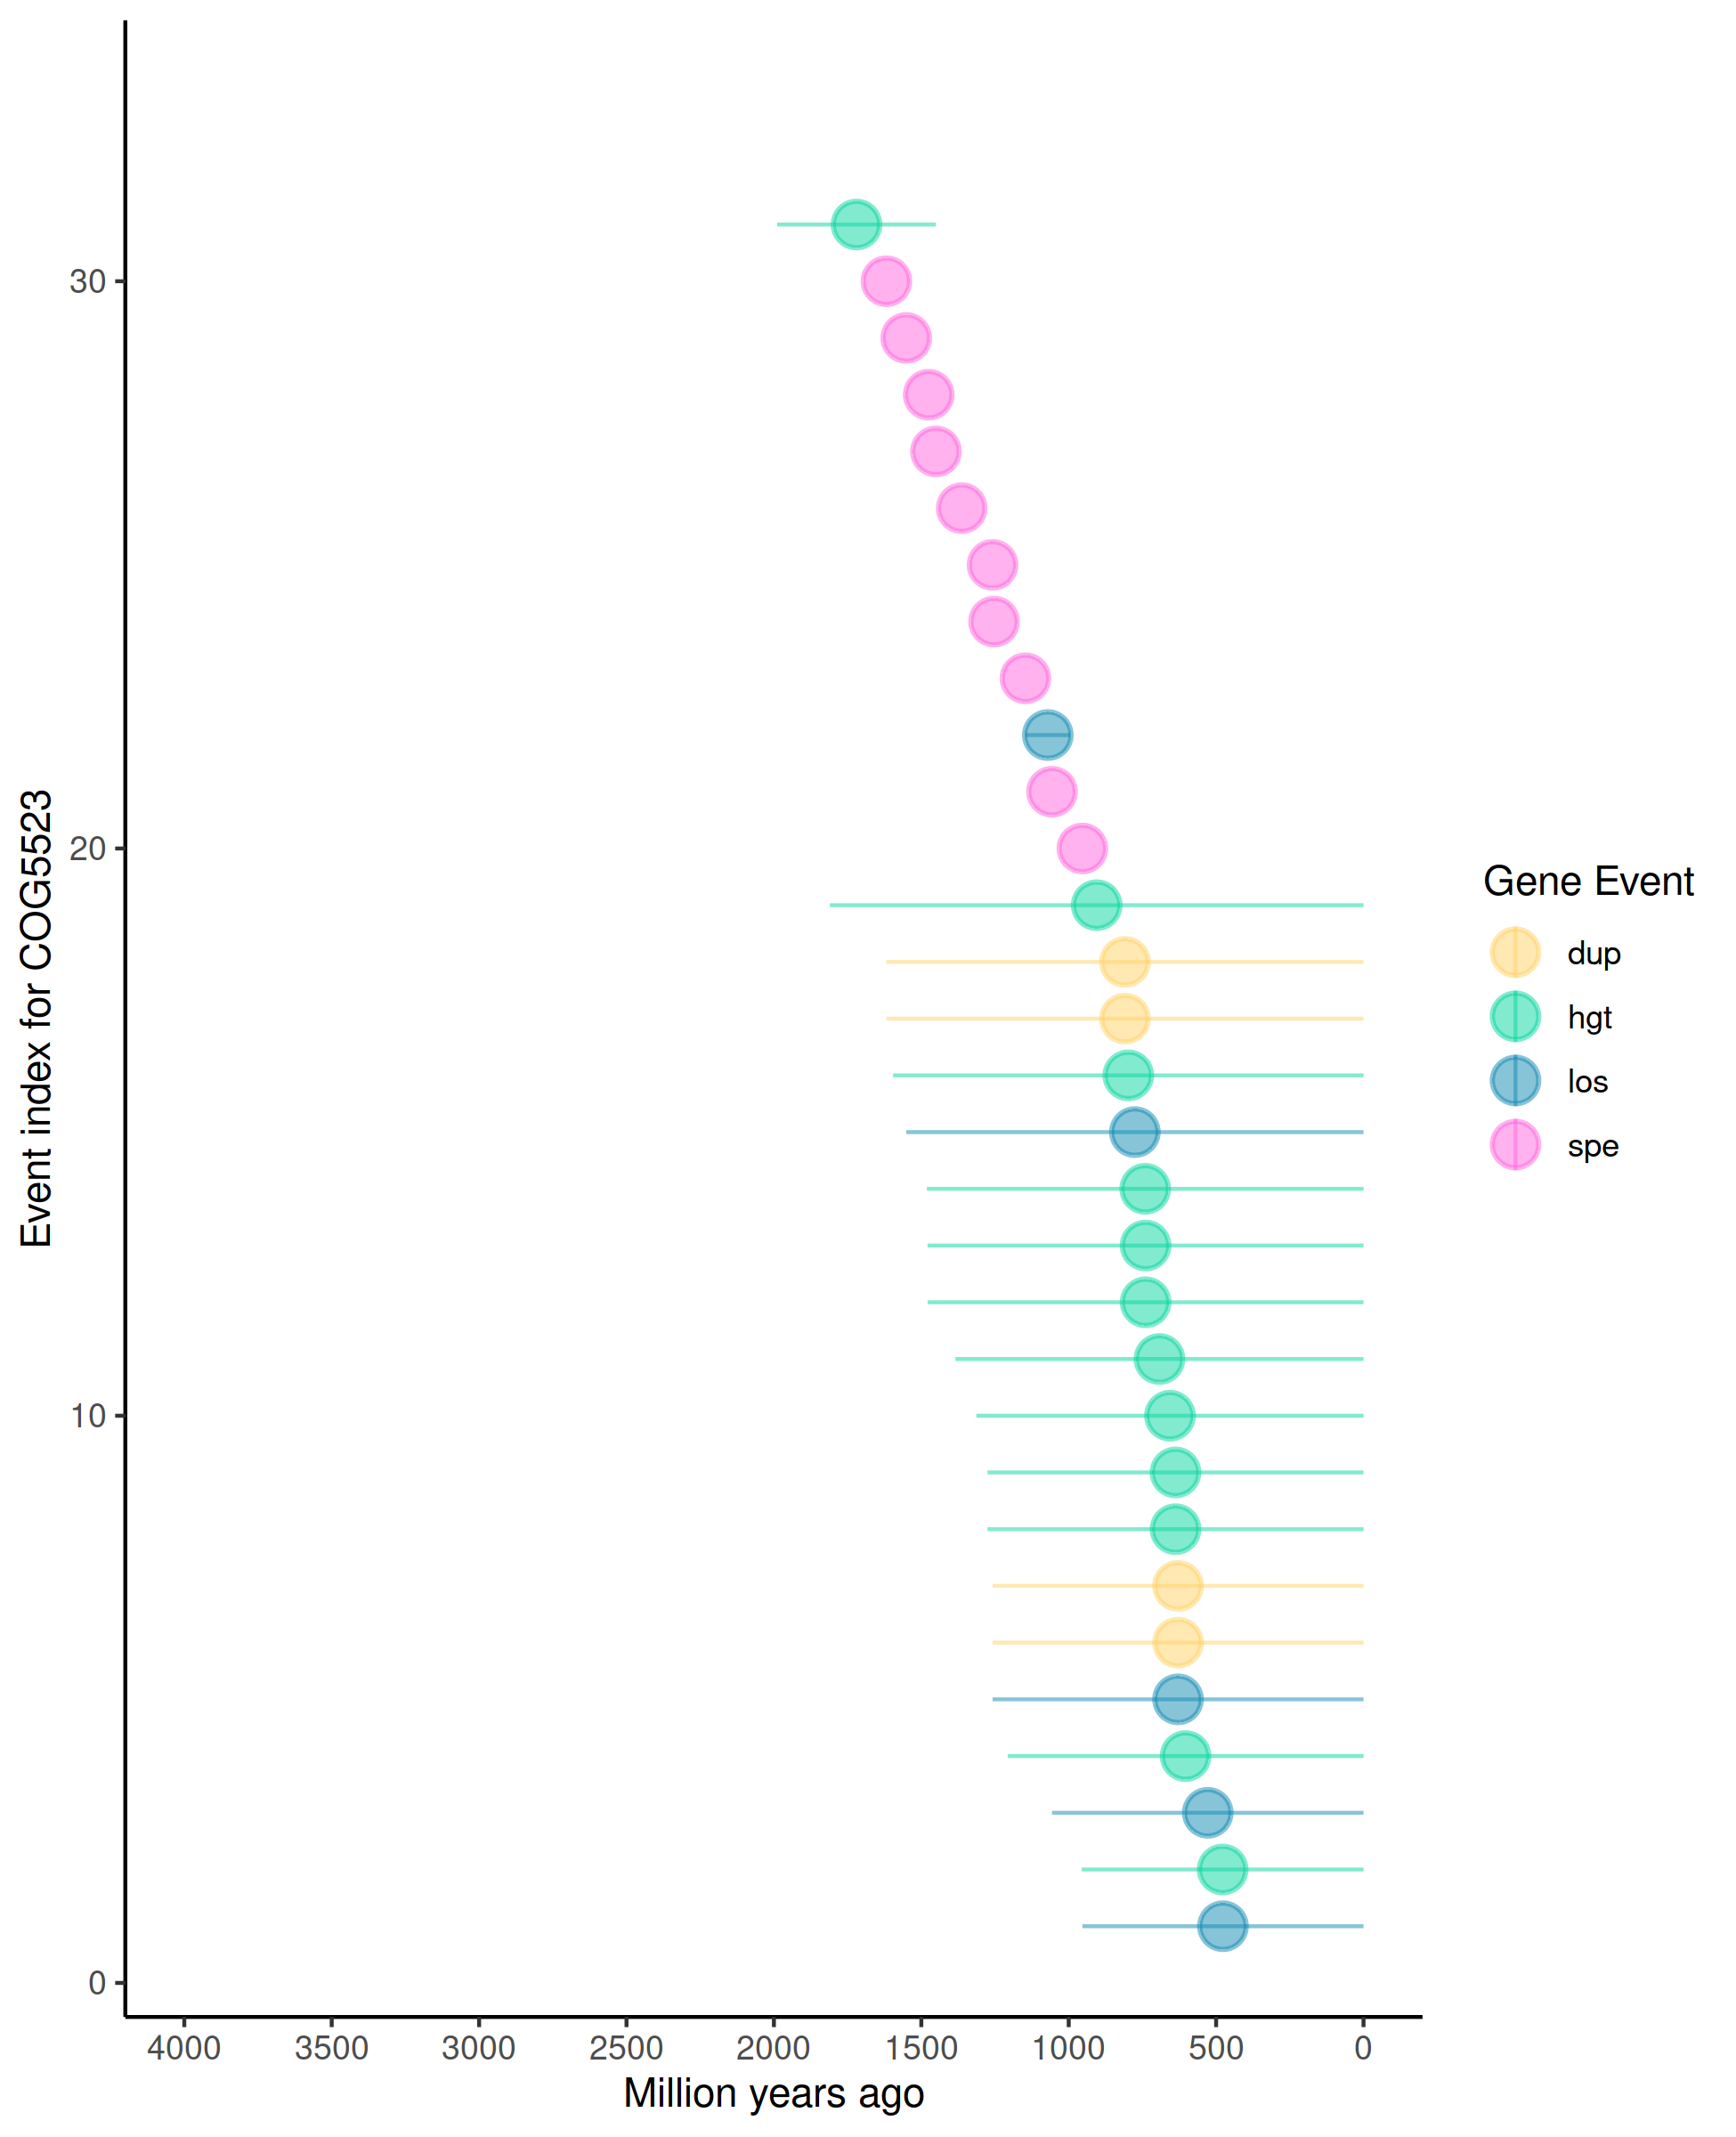 30
20
10
0
Event index for COG5523
4000 3500 3000 2500 2000 1500 1000 500 0
Million years ago
Gene Event
dup
hgt
los
spe